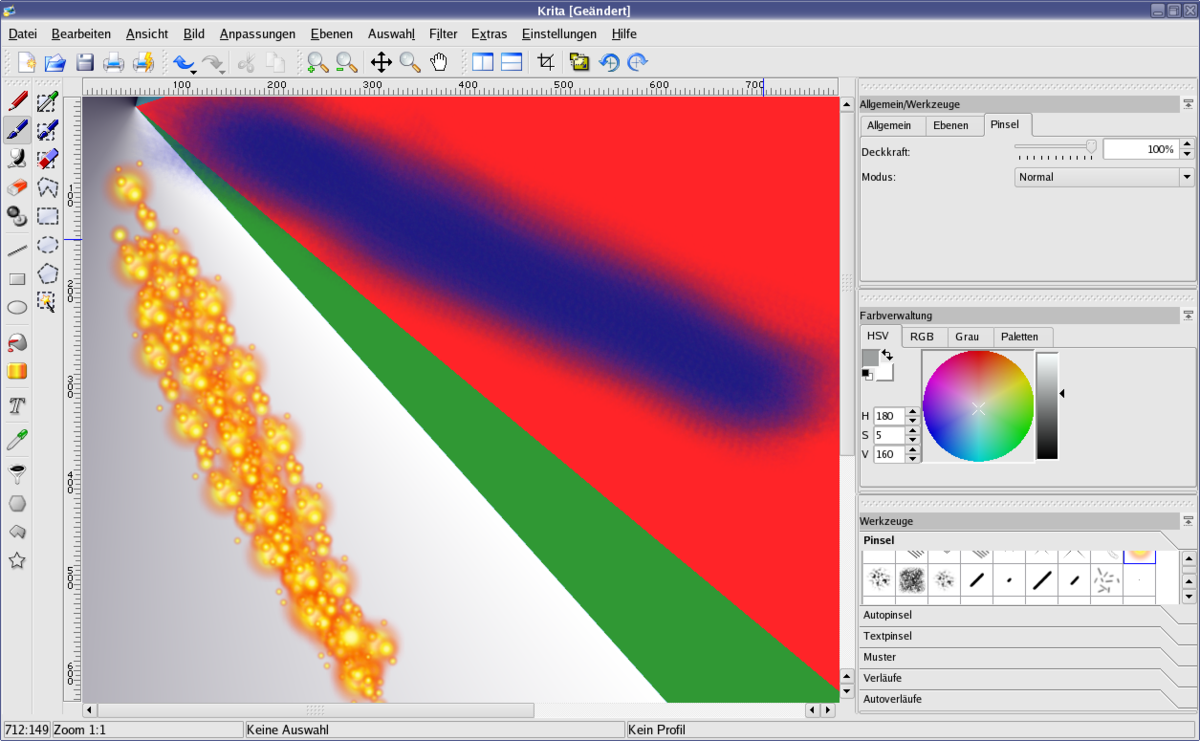 Krita [Geändert]
Datei Bearbeiten Ansicht Bild Anpassungen Ebenen Auswahl Filter Extras Einstellungen Hilfe
100 200 300 400 500 600 700
100
200
300
400
500
600
Allgemein/Werkzeuge
Allgemein Ebenen Pinsel
Deckkraft: 100%
Modus: Normal
Farbverwaltung
HSV RGB Grau Paletten
H 180
S 5
V 160
Werkzeuge
Pinsel
Autopinsel
Textpinsel
Muster
Verläufe
Autoverläufe
712:149 Zoom 1:1 Keine Auswahl Kein Profil